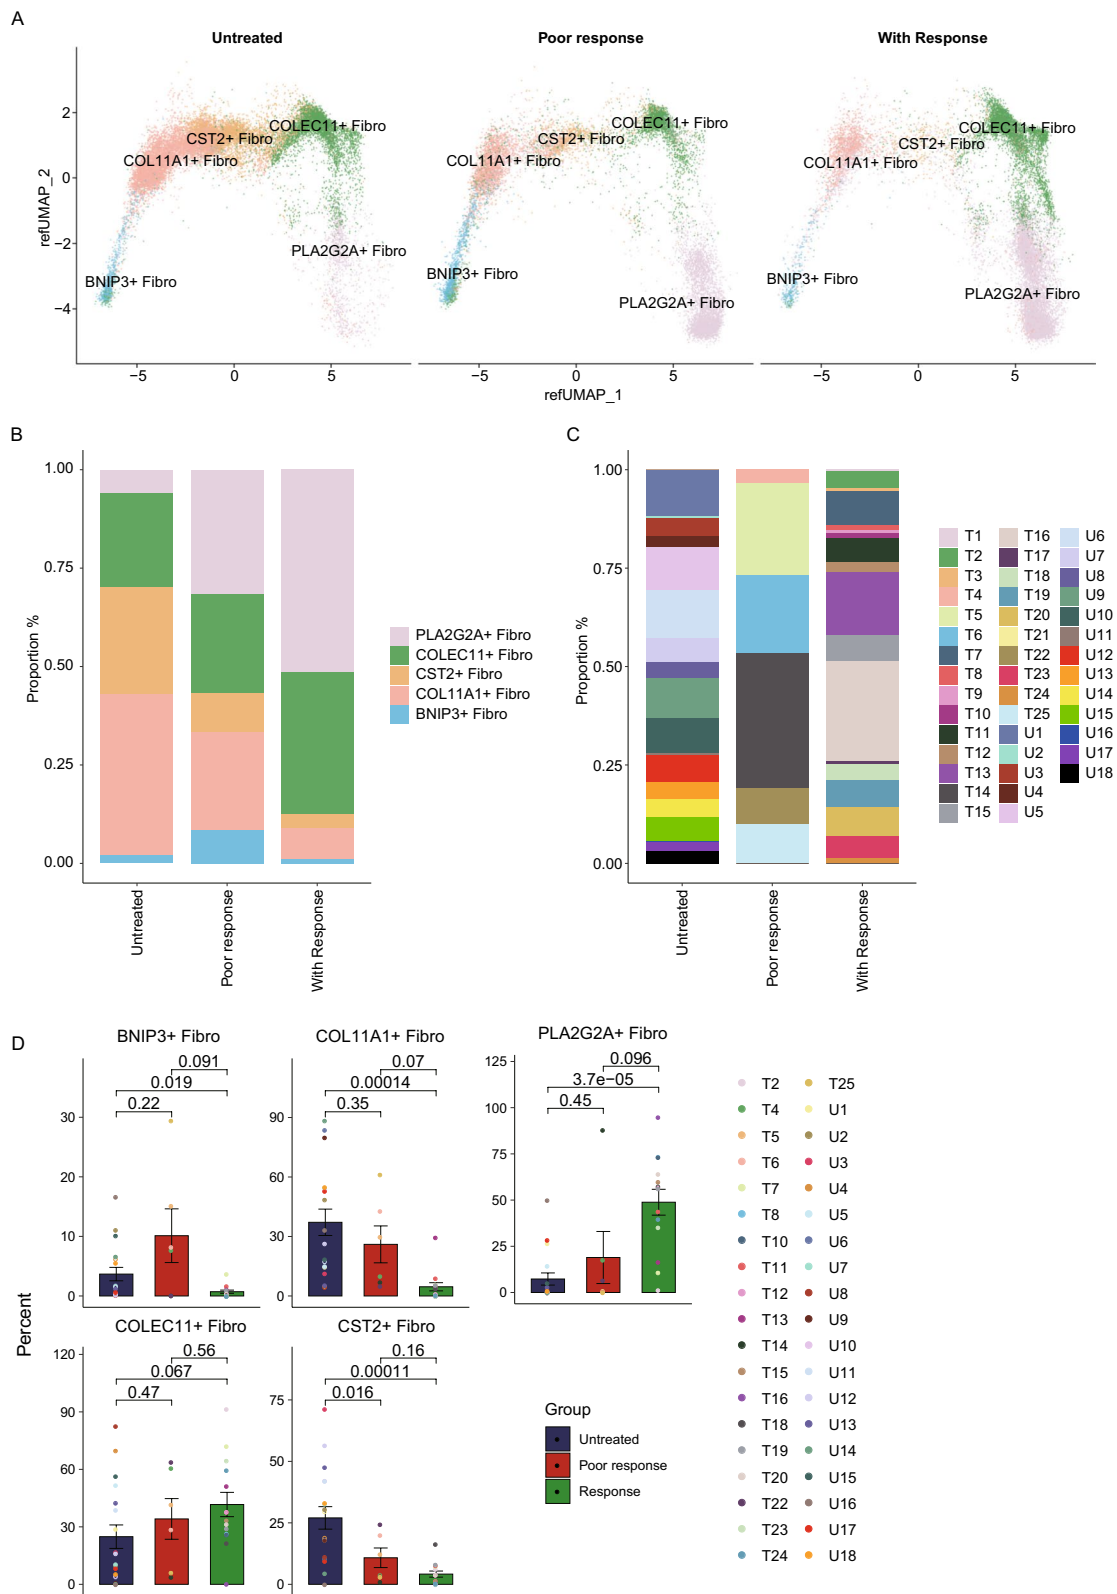 A
Untreated
Poor response
With Response
refUMAP_2
2
0
−2
−4
COLEC11+ Fibro
CST2+ Fibro
COL11A1+ Fibro
PLA2G2A+ Fibro
BNIP3+ Fibro
COLEC11+ Fibro
CST2+ Fibro
COL11A1+ Fibro
BNIP3+ Fibro
PLA2G2A+ Fibro
COLEC11+ Fibro
CST2+ Fibro
COL11A1+ Fibro
BNIP3+ Fibro
PLA2G2A+ Fibro
−5 0 5
−5 0 5
−5 0 5
refUMAP_1
B
Proportion %
1.00
0.75
0.50
0.25
0.00
Untreated
Poor response
With Response
PLA2G2A+ Fibro
COLEC11+ Fibro
CST2+ Fibro
COL11A1+ Fibro
BNIP3+ Fibro
C
Proportion %
1.00
0.75
0.50
0.25
0.00
Untreated
Poor response
With Response
T1 T16 U6
T2 T17 U7
T3 T18 U8
T4 T19 U9
T5 T20 U10
T6 T21 U11
T7 T22 U12
T8 T23 U13
T9 T24 U14
T10 T25 U15
T11 U1 U16
T12 U2 U17
T13 U3 U18
T14 U4
T15 U5
D
Percent
BNIP3+ Fibro
0.091
0.019
0.22
30
20
10
0
COL11A1+ Fibro
0.07
0.00014
0.35
90
60
30
0
PLA2G2A+ Fibro
0.096
3.7e−05
0.45
125
100
75
50
25
0
COLEC11+ Fibro
0.56
0.067
0.47
120
90
60
30
0
CST2+ Fibro
0.16
0.00011
0.016
75
50
25
0
Group
Untreated
Poor response
Response
T2 T25
T4 U1
T5 U2
T6 U3
T7 U4
T8 U5
T10 U6
T11 U7
T12 U8
T13 U9
T14 U10
T15 U11
T16 U12
T18 U13
T19 U14
T20 U15
T22 U16
T23 U17
T24 U18